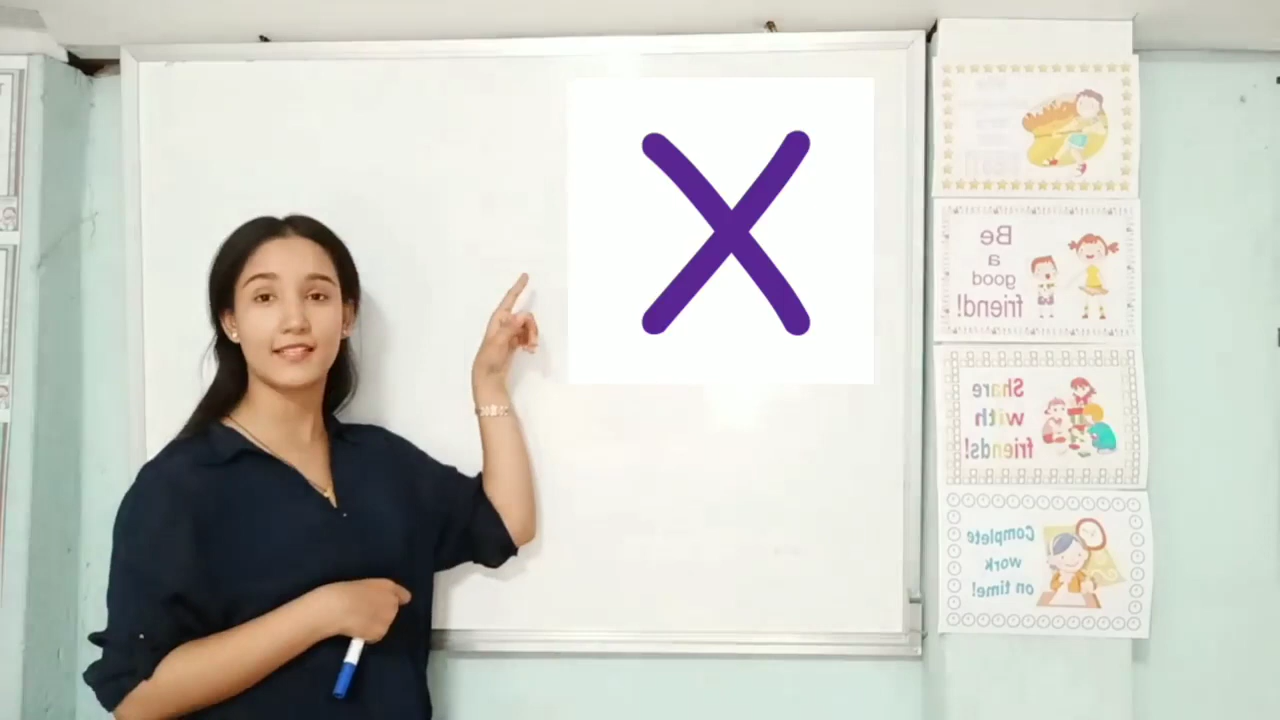 X
Be
a
good
friend!
Share
with
friends!
Complete
work
on time!